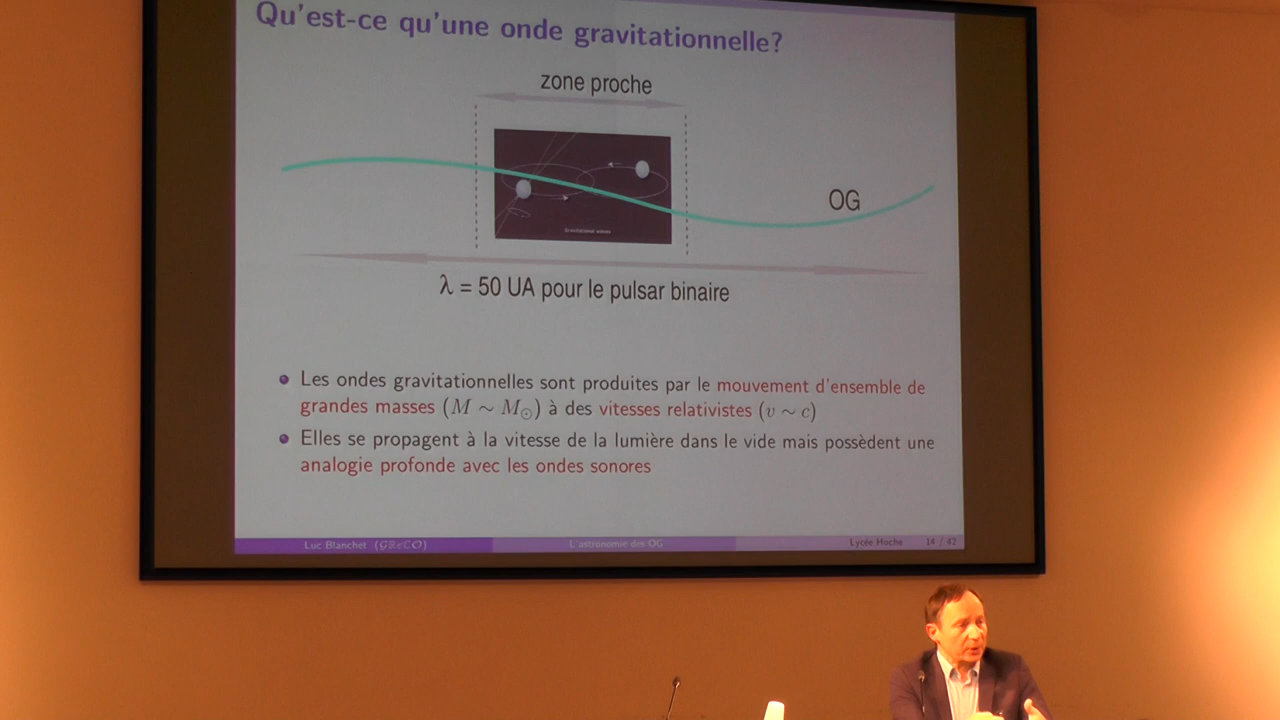 Qu'est-ce qu'une onde gravitationnelle?
zone proche
OG
Gravitational waves
λ = 50 UA pour le pulsar binaire
Les ondes gravitationnelles sont produites par le mouvement d'ensemble de
grandes masses (M ∼ M⊙) à des vitesses relativistes (v ∼ c)
Elles se propagent à la vitesse de la lumière dans le vide mais possèdent une
analogie profonde avec les ondes sonores
Luc Blanchet (GReCO) L'astronomie des OG Lycée Hoche 14 / 42